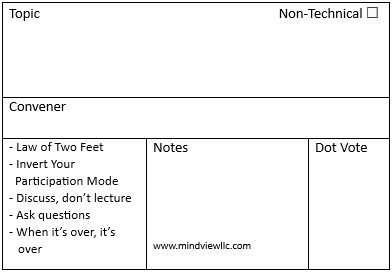 Topic
Non-Technical ☐
Convener
- Law of Two Feet
- Invert Your
Participation Mode
- Discuss, don't lecture
- Ask questions
- When it's over, it's
over
Notes
www.mindviewllc.com
Dot Vote